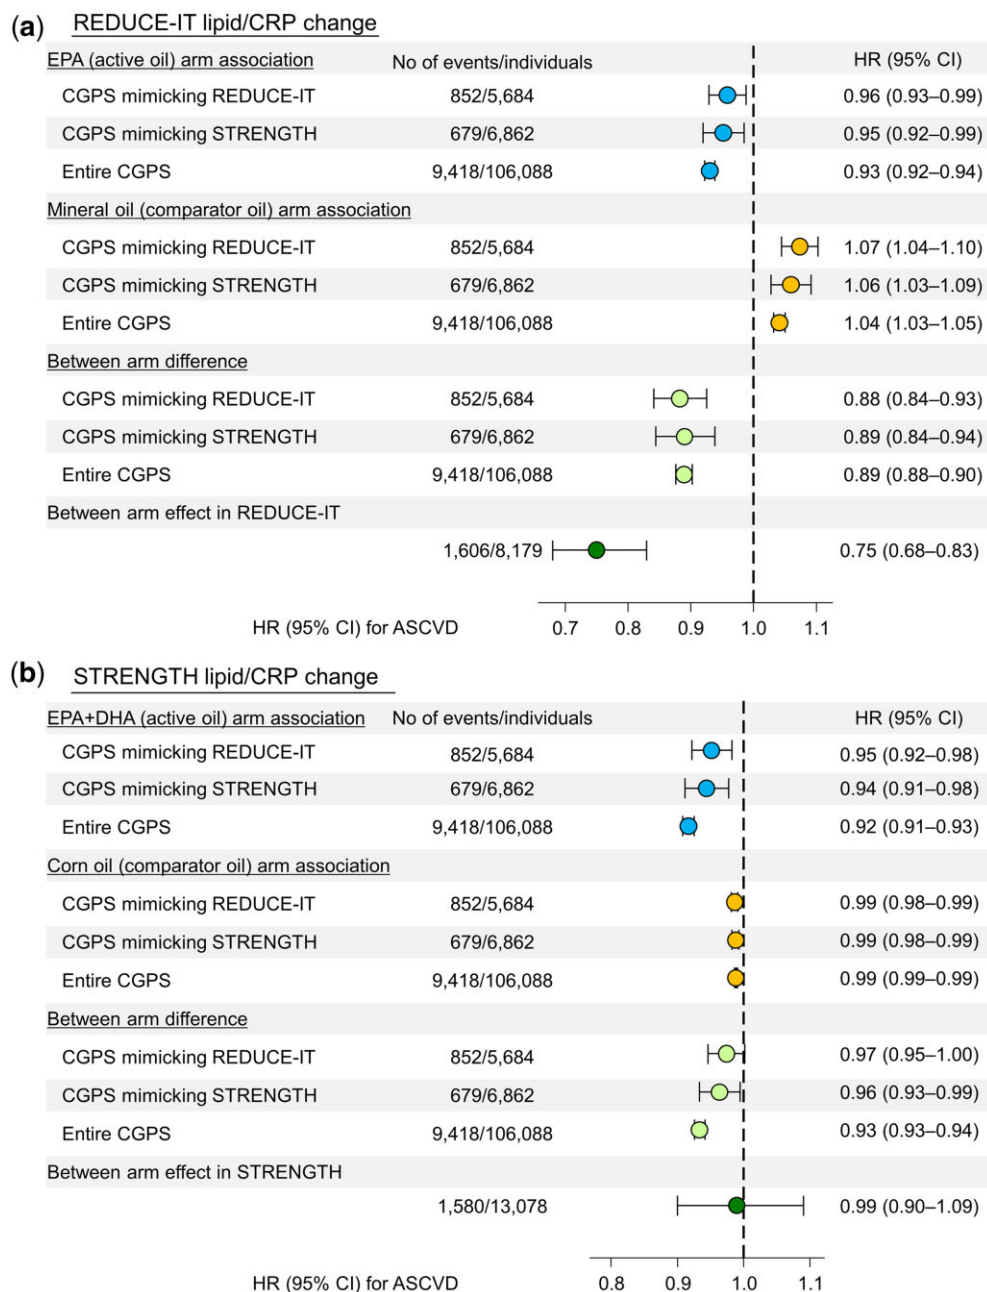 (a) REDUCE-IT lipid/CRP change
EPA (active oil) arm association No of events/individuals HR (95% CI)
CGPS mimicking REDUCE-IT 852/5,684 0.96 (0.93–0.99)
CGPS mimicking STRENGTH 679/6,862 0.95 (0.92–0.99)
Entire CGPS 9,418/106,088 0.93 (0.92–0.94)
Mineral oil (comparator oil) arm association
CGPS mimicking REDUCE-IT 852/5,684 1.07 (1.04–1.10)
CGPS mimicking STRENGTH 679/6,862 1.06 (1.03–1.09)
Entire CGPS 9,418/106,088 1.04 (1.03–1.05)
Between arm difference
CGPS mimicking REDUCE-IT 852/5,684 0.88 (0.84–0.93)
CGPS mimicking STRENGTH 679/6,862 0.89 (0.84–0.94)
Entire CGPS 9,418/106,088 0.89 (0.88–0.90)
Between arm effect in REDUCE-IT
1,606/8,179 0.75 (0.68–0.83)
0.7 0.8 0.9 1.0 1.1
HR (95% CI) for ASCVD
(b) STRENGTH lipid/CRP change
EPA+DHA (active oil) arm association No of events/individuals HR (95% CI)
CGPS mimicking REDUCE-IT 852/5,684 0.95 (0.92–0.98)
CGPS mimicking STRENGTH 679/6,862 0.94 (0.91–0.98)
Entire CGPS 9,418/106,088 0.92 (0.91–0.93)
Corn oil (comparator oil) arm association
CGPS mimicking REDUCE-IT 852/5,684 0.99 (0.98–0.99)
CGPS mimicking STRENGTH 679/6,862 0.99 (0.98–0.99)
Entire CGPS 9,418/106,088 0.99 (0.99–0.99)
Between arm difference
CGPS mimicking REDUCE-IT 852/5,684 0.97 (0.95–1.00)
CGPS mimicking STRENGTH 679/6,862 0.96 (0.93–0.99)
Entire CGPS 9,418/106,088 0.93 (0.93–0.94)
Between arm effect in STRENGTH
1,580/13,078 0.99 (0.90–1.09)
HR (95% CI) for ASCVD 0.8 0.9 1.0 1.1